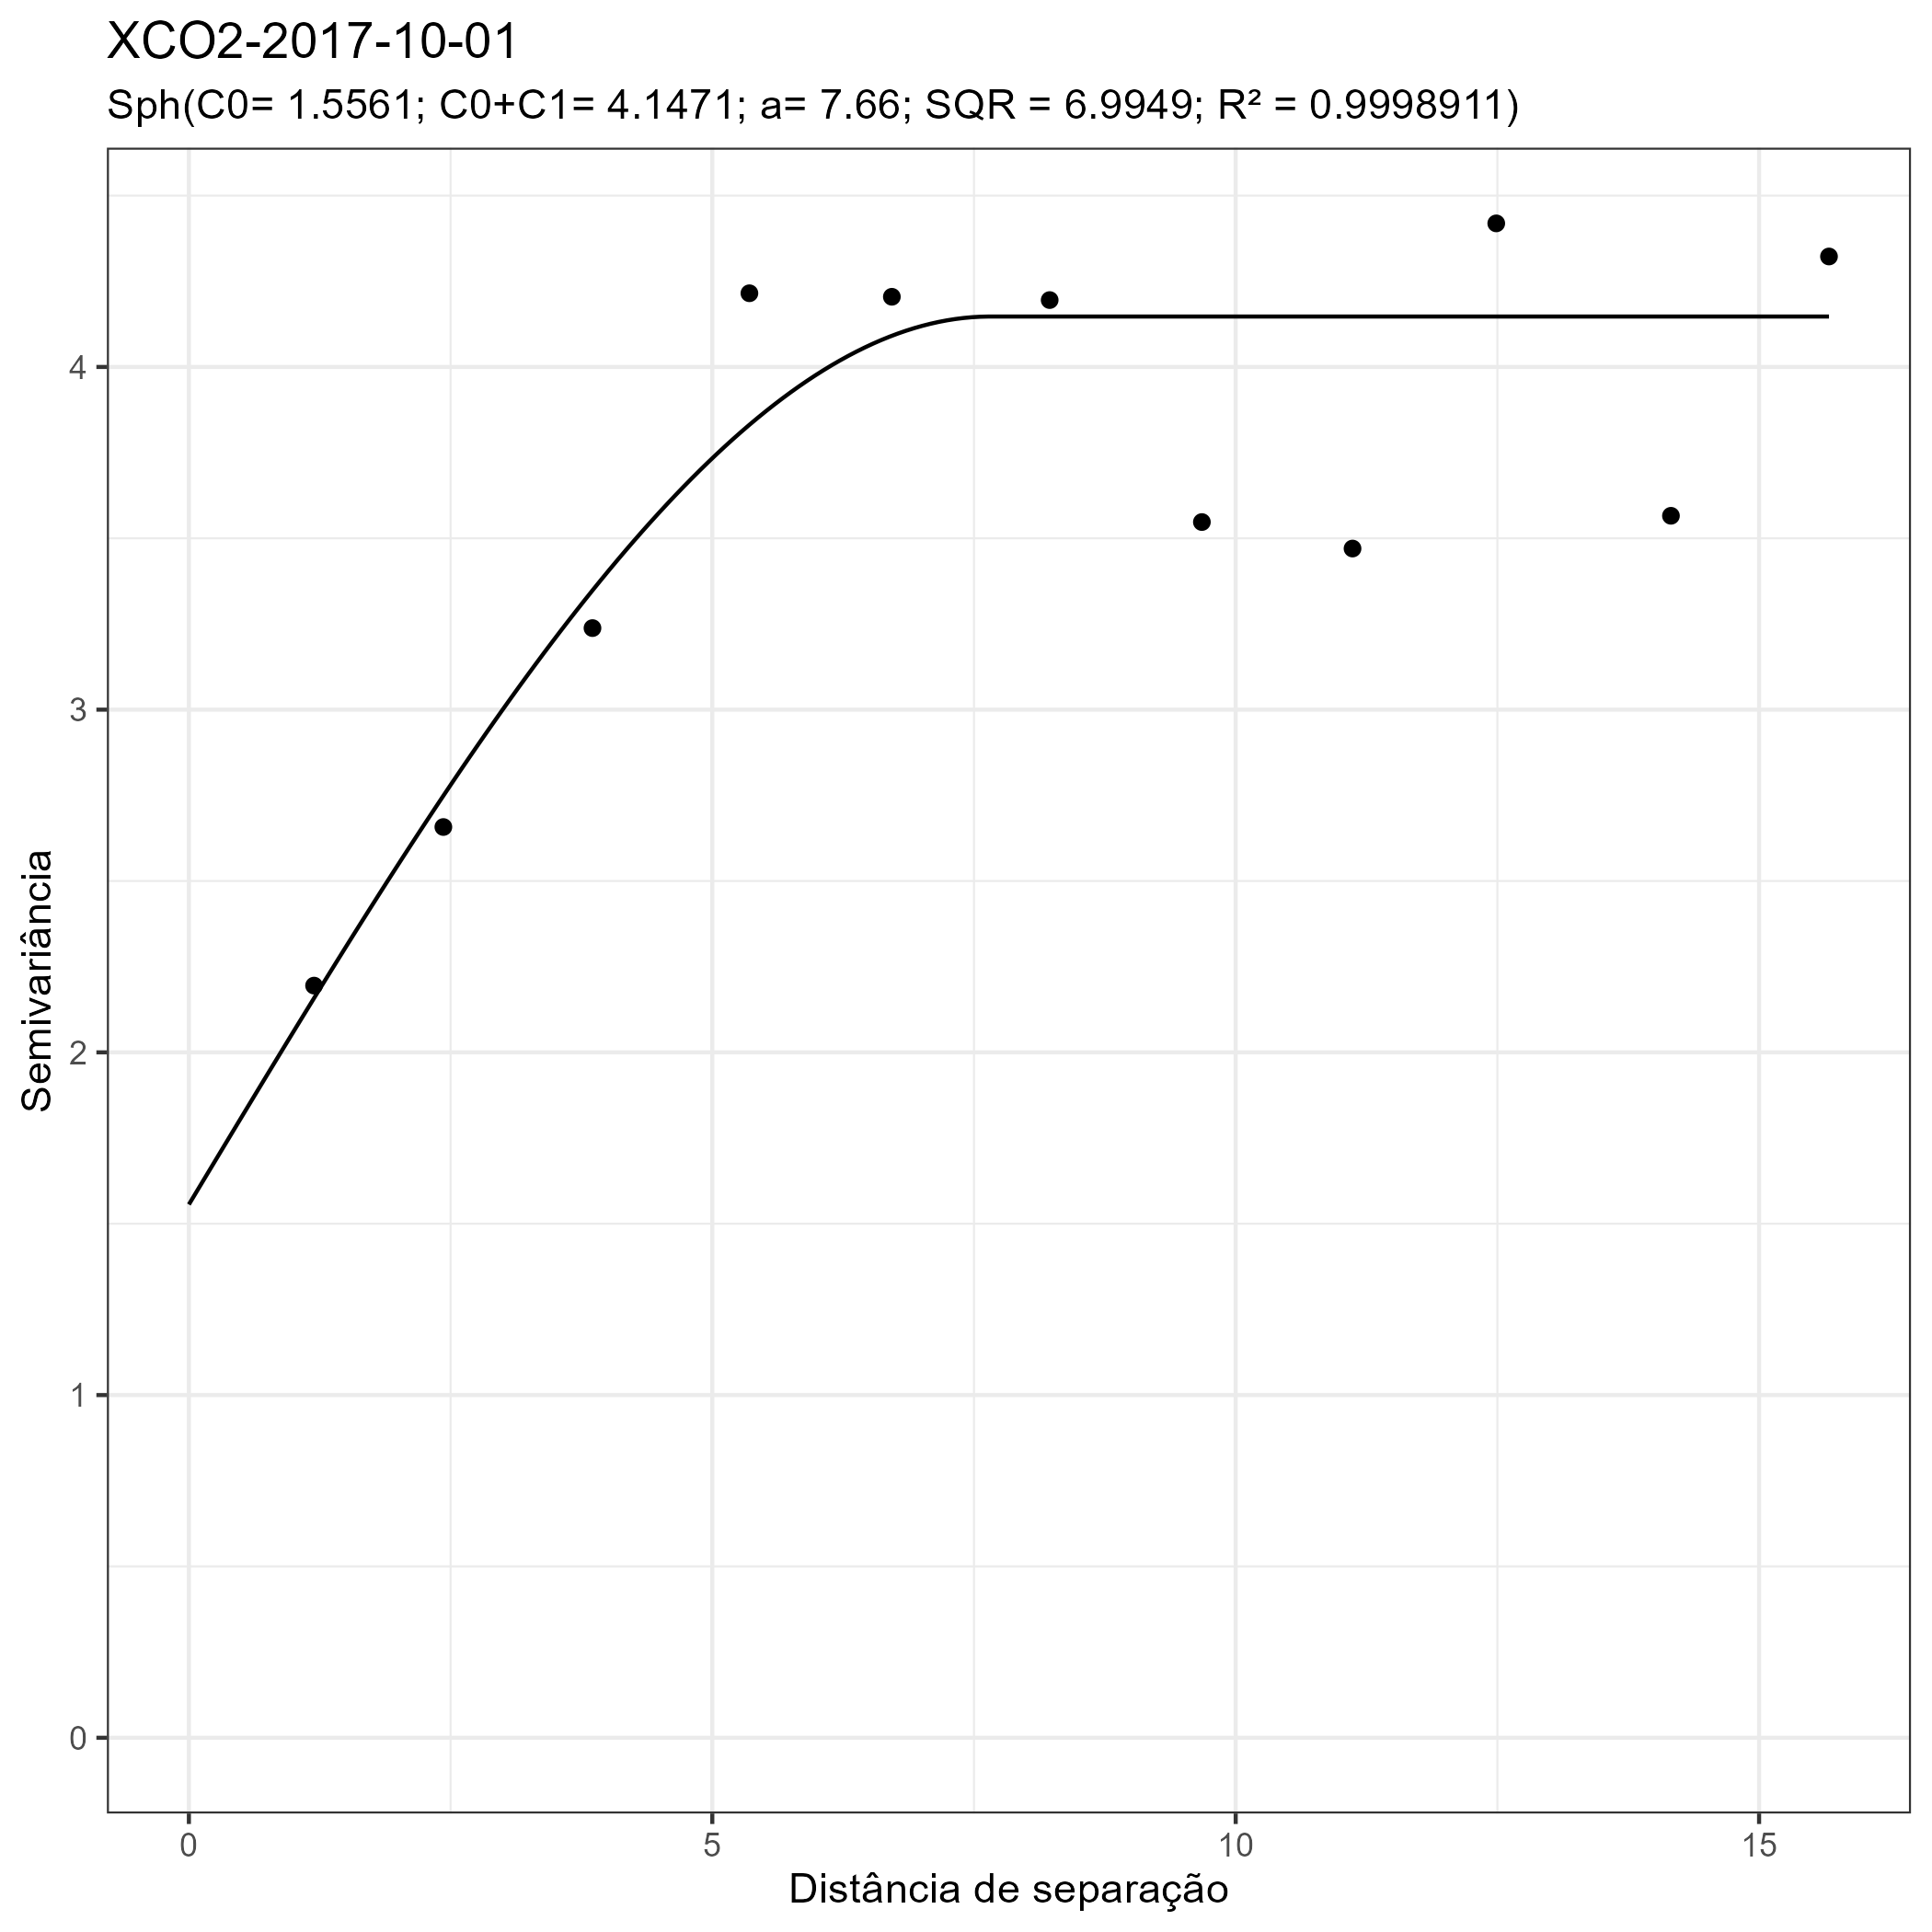 XCO2-2017-10-01
Sph(C0= 1.5561; C0+C1= 4.1471; a= 7.66; SQR = 6.9949; R² = 0.9998911)
Semivariância
4
3
2
1
0
0 5 10 15
Distância de separação